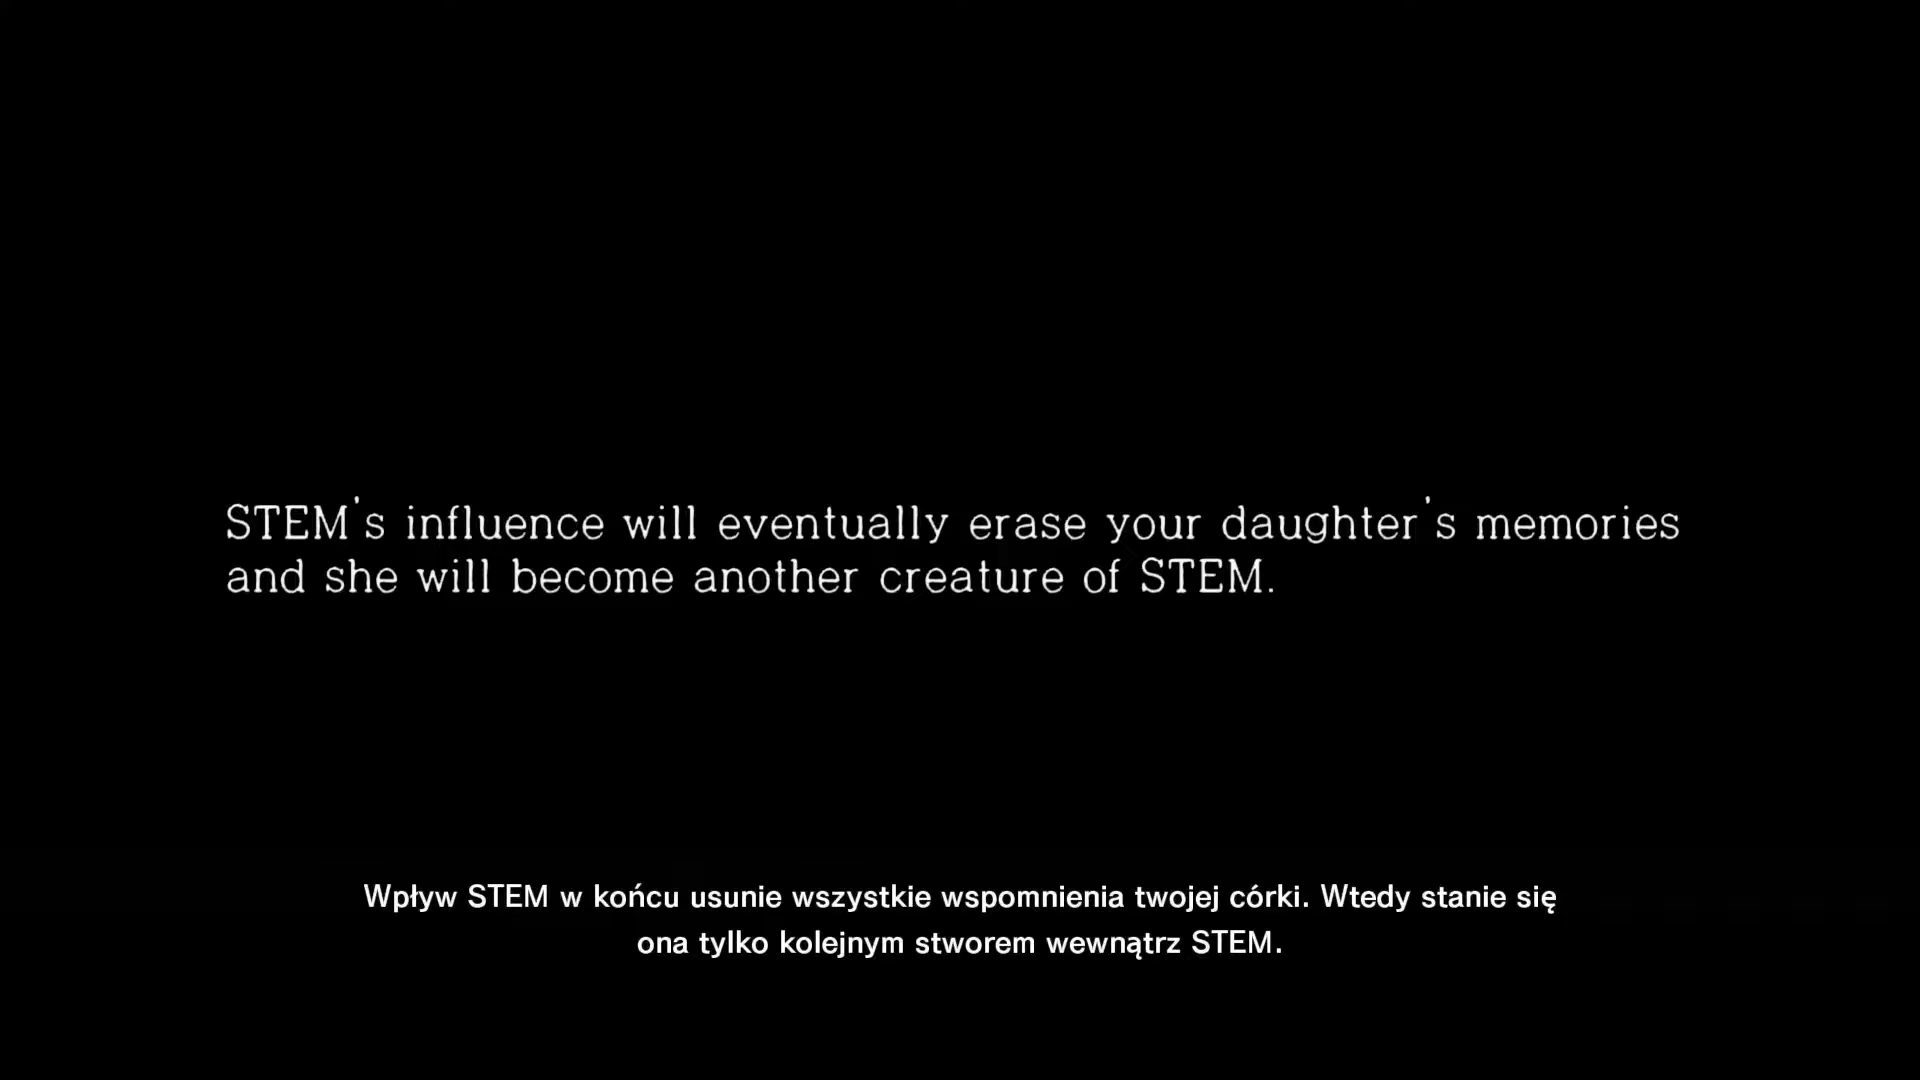 STEM's influence will eventually erase your daughter's memories
and she will become another creature of STEM.
Wpływ STEM w końcu usunie wszystkie wspomnienia twojej córki. Wtedy stanie się
ona tylko kolejnym stworem wewnątrz STEM.